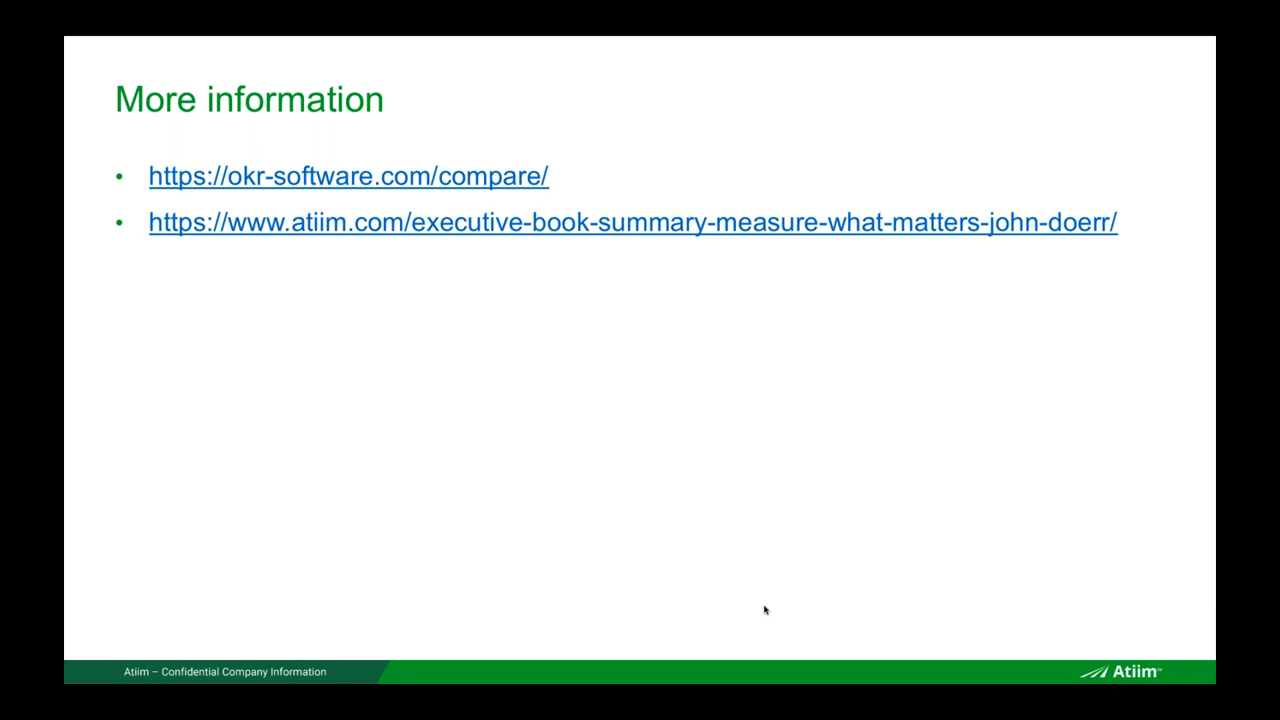 More information
• https://okr-software.com/compare/
• https://www.atiim.com/executive-book-summary-measure-what-matters-john-doerr/
Atiim – Confidential Company Information
Atiim™